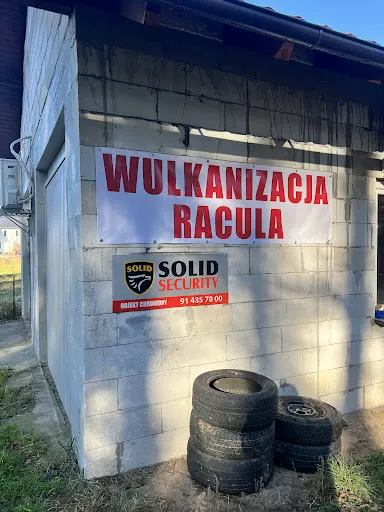 WULKANIZACJA
RACULA
SOLID
SOLID
SECURITY
OBIEKT CHRONIONY
91 435 70 00